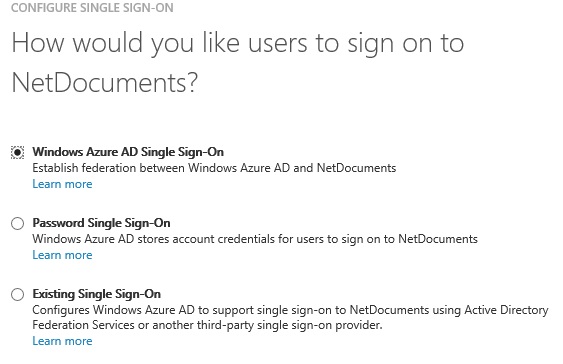 CONFIGURE SINGLE SIGN-ON
How would you like users to sign on to
NetDocuments?
Windows Azure AD Single Sign-On
Establish federation between Windows Azure AD and NetDocuments
Learn more
Password Single Sign-On
Windows Azure AD stores account credentials for users to sign on to NetDocuments
Learn more
Existing Single Sign-On
Configures Windows Azure AD to support single sign-on to NetDocuments using Active Directory
Federation Services or another third-party single sign-on provider.
Learn more